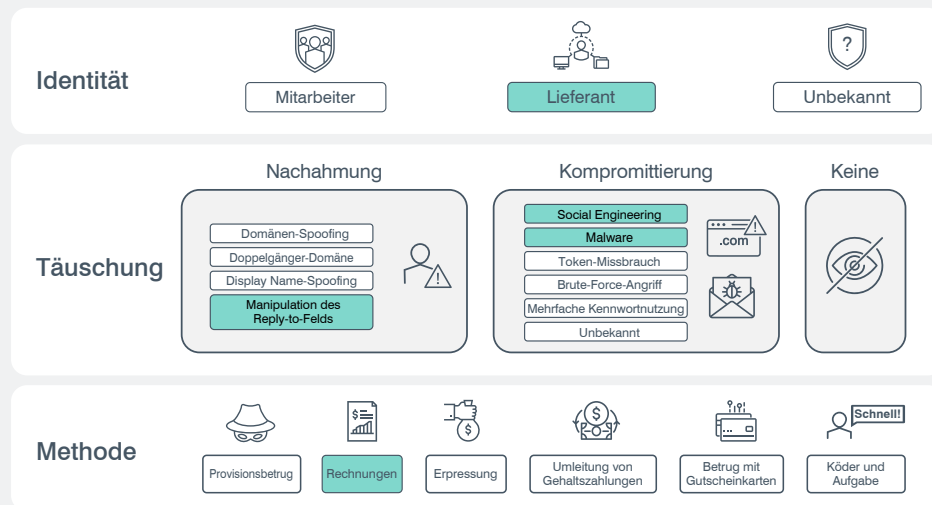 Identität
?
Mitarbeiter
Lieferant
Unbekannt
Täuschung
Nachahmung
Kompromittierung
Keine
Domänen-Spoofing
Doppelgänger-Domäne
Display Name-Spoofing
Manipulation des
Reply-to-Felds
!
Social Engineering
Malware
Token-Missbrauch
Brute-Force-Angriff
Mehrfache Kennwortnutzung
Unbekannt
!
.com
Methode
$
$
$
Schnell!
Provisionsbetrug
Rechnungen
Erpressung
Umleitung von
Gehaltszahlungen
Betrug mit
Gutscheinkarten
Köder und
Aufgabe